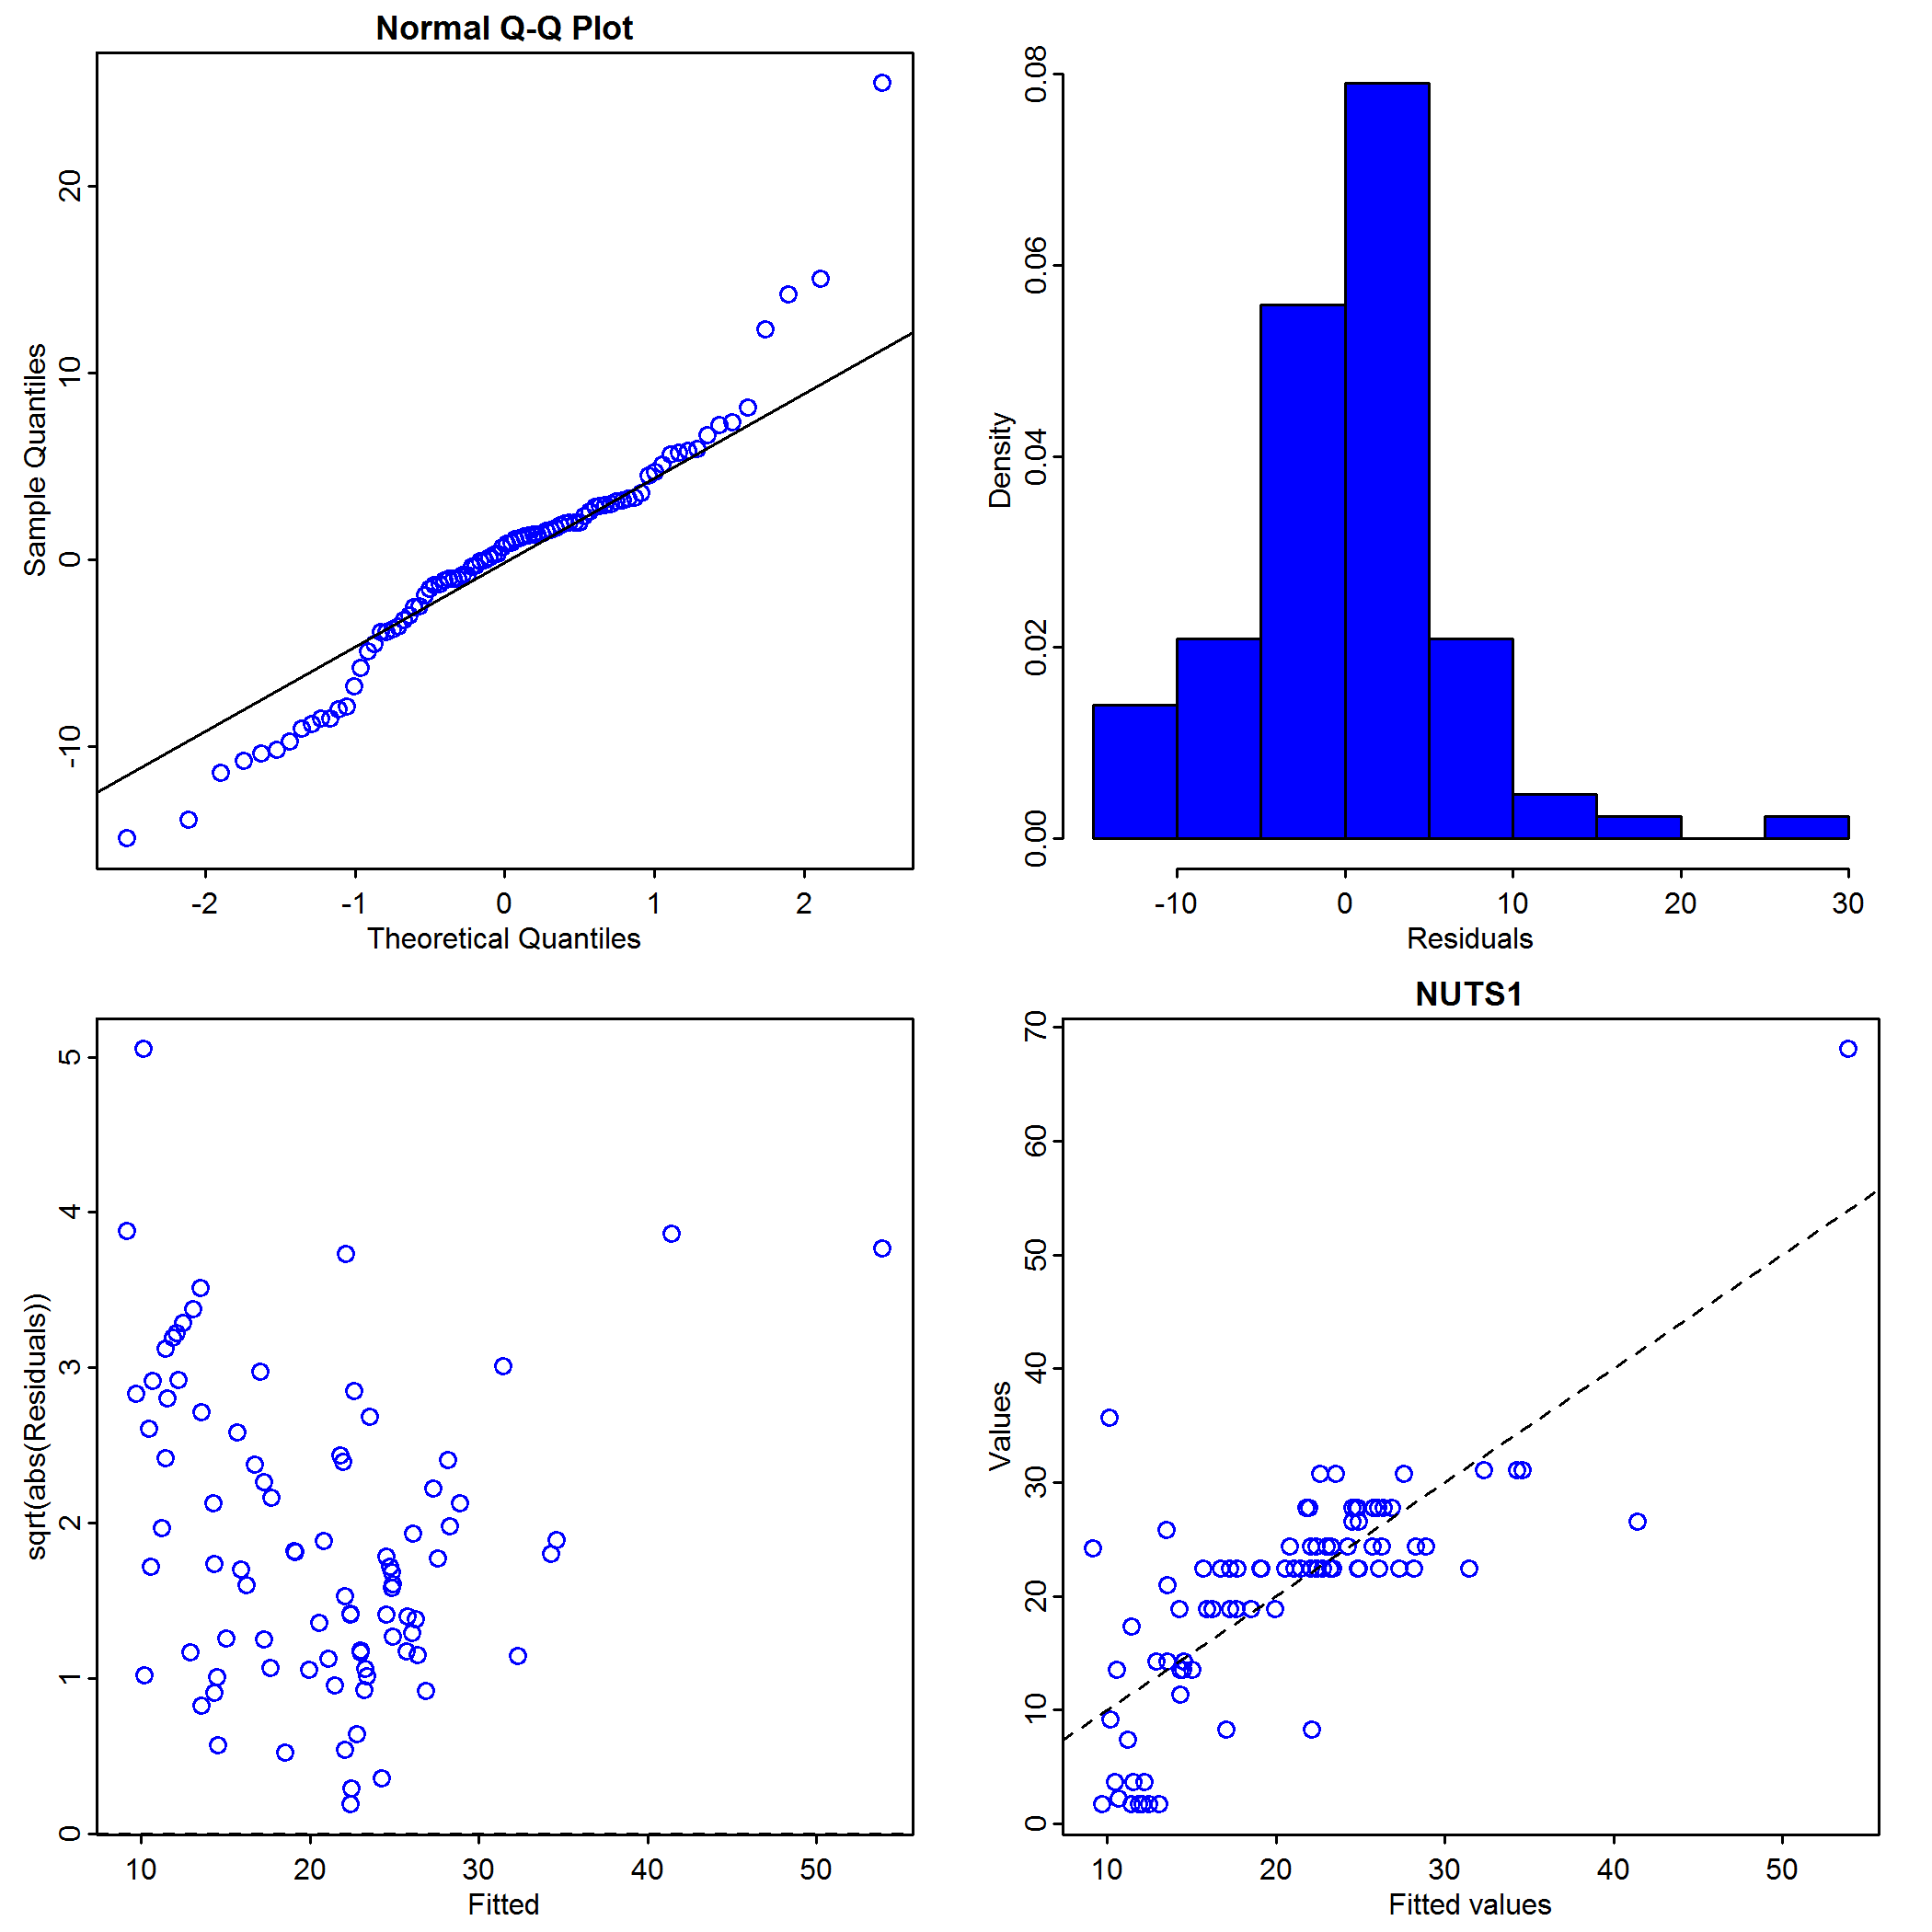 Normal Q-Q Plot
Sample Quantiles
-10 0 10 20
-2 -1 0 1 2
Theoretical Quantiles
Density
0.00 0.02 0.04 0.06 0.08
-10 0 10 20 30
Residuals
sqrt(abs(Residuals))
0 1 2 3 4 5
10 20 30 40 50
Fitted
NUTS1
Values
0 10 20 30 40 50 60 70
10 20 30 40 50
Fitted values